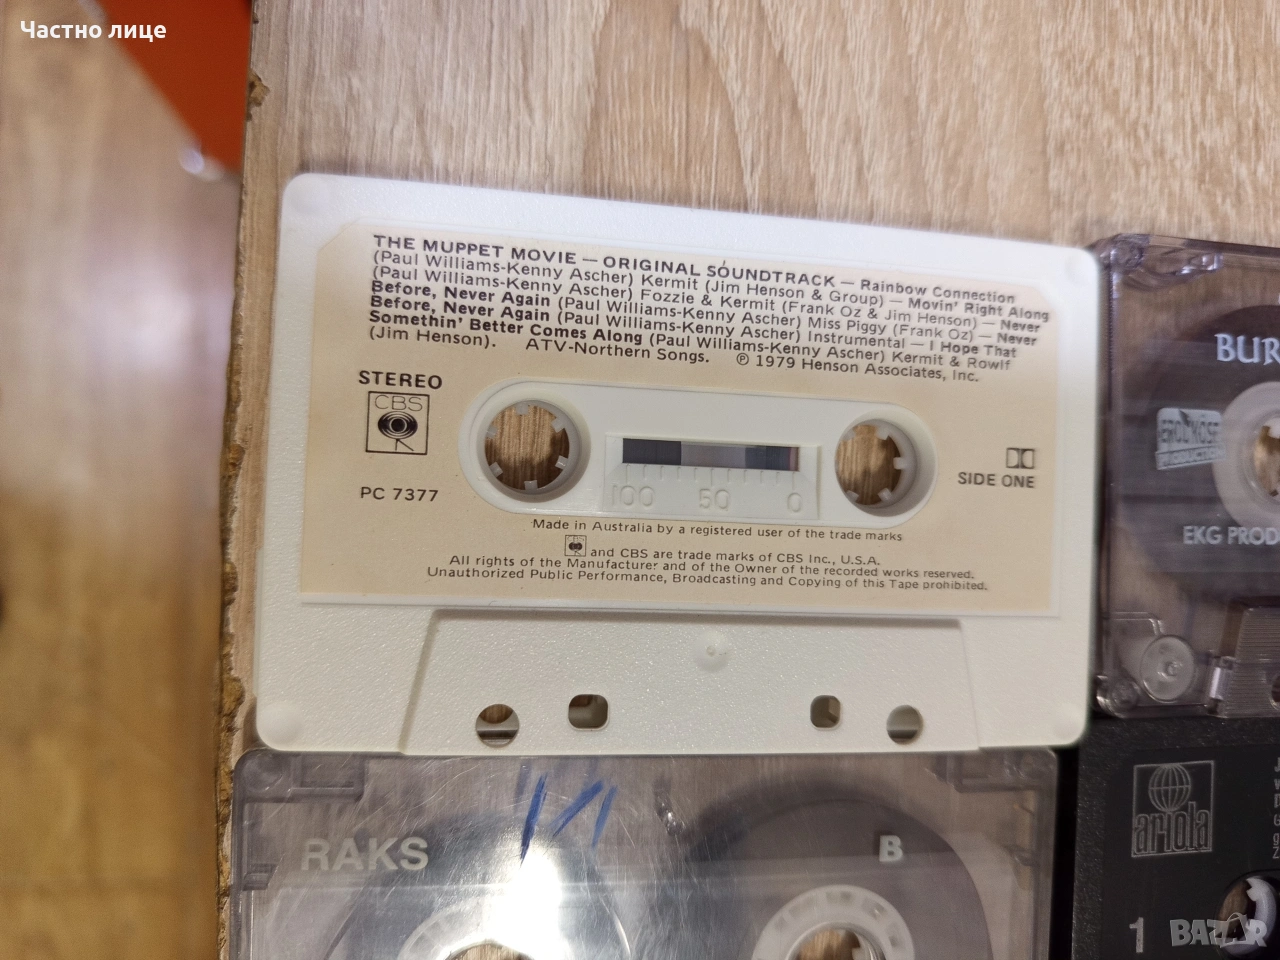 Частно лице
THE MUPPET MOVIE — ORIGINAL SOUNDTRACK — Rainbow Connection
(Paul Williams-Kenny Ascher) Kermit (Jim Henson & Group) — Movin' Right Along
(Paul Williams-Kenny Ascher) Fozzie & Kermit (Frank Oz & Jim Henson) — Never
Before, Never Again (Paul Williams-Kenny Ascher) Miss Piggy (Frank Oz) — Never
Before, Never Again (Paul Williams-Kenny Ascher) Instrumental — I Hope That
Somethin' Better Comes Along (Paul Williams-Kenny Ascher) Kermit & Rowlf
(Jim Henson). ATV-Northern Songs. ℗ 1979 Henson Associates, Inc.
STEREO
CBS
PC 7377
100 50 0
SIDE ONE
Made in Australia by a registered user of the trade marks
and CBS are trade marks of CBS Inc., U.S.A.
All rights of the Manufacturer and of the Owner of the recorded works reserved.
Unauthorized Public Performance, Broadcasting and Copying of this Tape prohibited.
BUR
EKG PROD
RAKS
B
ariola
1
BAZAR